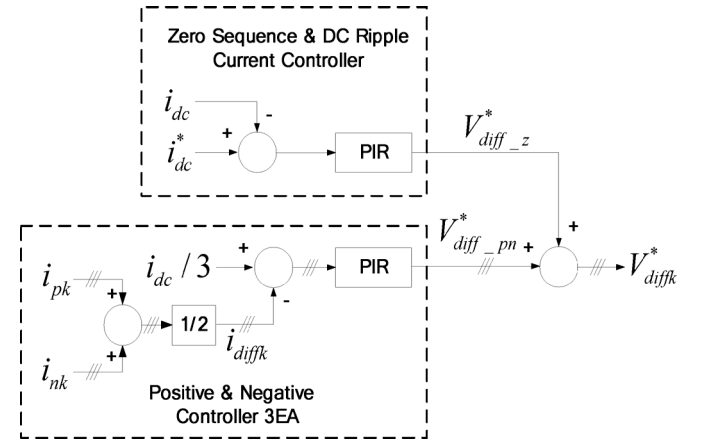 Zero Sequence & DC Ripple
Current Controller
i_dc
-
+
i*_dc
PIR
V*_diff_z
+
V*_diff_pn
+
V*_diffk
i_dc / 3
+
-
PIR
i_pk
+
1/2
i_diffk
+
i_nk
Positive & Negative
Controller 3EA